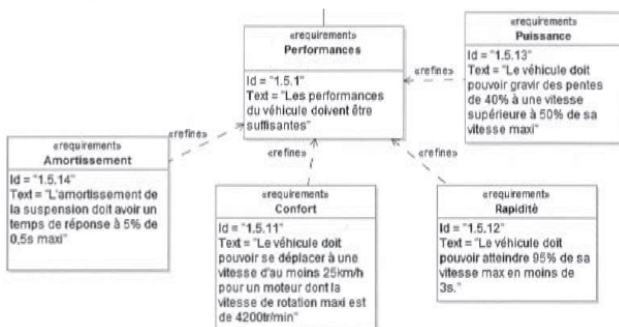 «requirement»
Performances
Id = "1.5.1"
Text = "Les performances
du véhicule doivent être
suffisantes"
«requirement»
Puissance
Id = "1.5.13"
Text = "Le véhicule doit
pouvoir gravir des pentes
de 40% à une vitesse
supérieure à 50% de sa
vitesse maxi"
«refine»
«requirement»
Amortissement
Id = "1.5.14"
Text = "L'amortissement de
la suspension doit avoir un
temps de réponse à 5% de
0,5s maxi"
«refine»
«refine»
«refine»
«requirement»
Confort
Id = "1.5.11"
Text = "Le véhicule doit
pouvoir se déplacer à une
vitesse d'au moins 25km/h
pour un moteur dont la
vitesse de rotation maxi est
de 4200tr/min"
«requirement»
Rapidité
Id = "1.5.12"
Text = "Le véhicule doit
pouvoir atteindre 95% de sa
vitesse max en moins de
3s."